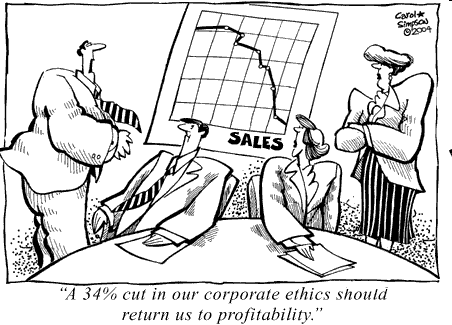 Carol★
Simpson
©2004
SALES
"A 34% cut in our corporate ethics should
return us to profitability."